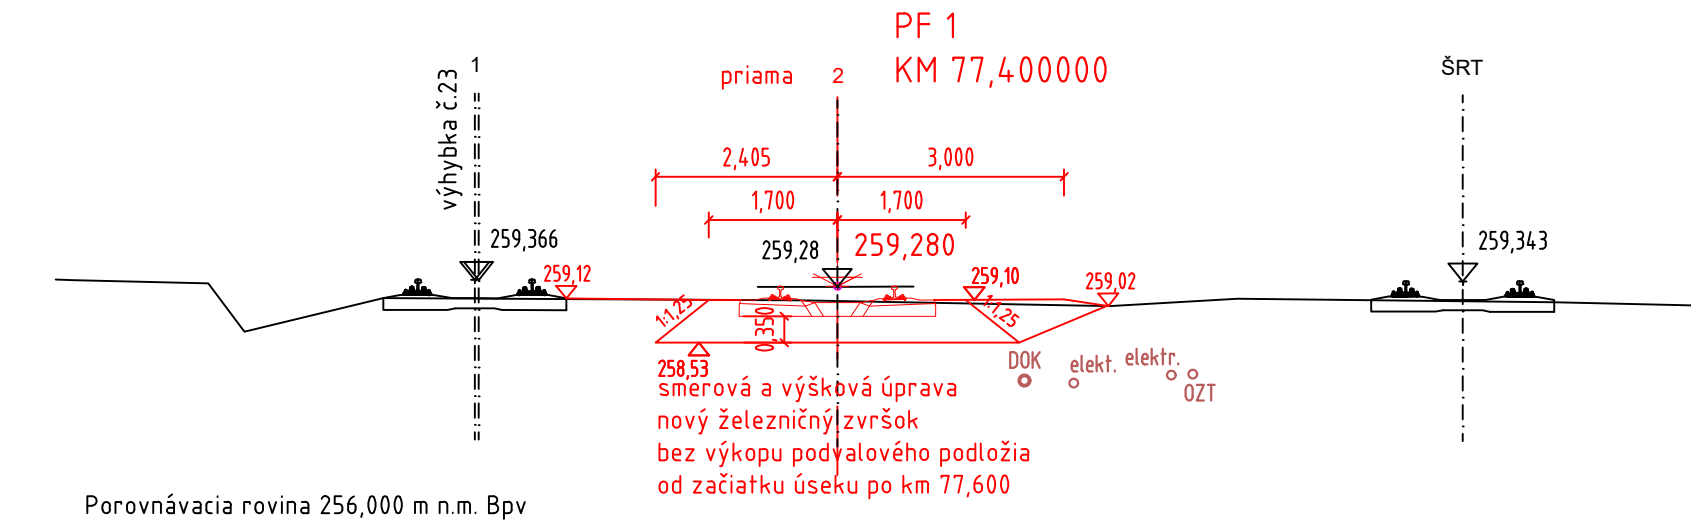 PF 1
KM 77,400000
priama
2
1
výhybka č.23
ŠRT
2,405
3,000
1,700
1,700
259,366
259,28
259,280
259,343
259,12
259,10
259,02
1:1,25
1:1,25
0,350
258,53
DOK
elekt.
elektr.
OZT
smerová a výšková úprava
nový železničný zvršok
bez výkopu podvalového podložia
od začiatku úseku po km 77,600
Porovnávacia rovina 256,000 m n.m. Bpv